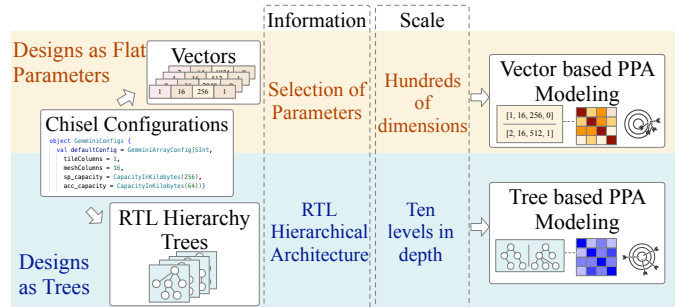 Information
Scale
Designs as Flat
Parameters
Vectors
1 16 256 1
Selection of
Parameters
Hundreds
of
dimensions
Vector based PPA
Modeling
[1, 16, 256, 0]
[2, 16, 512, 1]
Chisel Configurations
object GemminiConfigs {
val defaultConfig = GemminiArrayConfig[SInt,
tileColumns = 1,
meshColumns = 16,
sp_capacity = CapacityInKilobytes(256),
acc_capacity = CapacityInKilobytes(64))}
RTL Hierarchy
Trees
Designs
as Trees
RTL
Hierarchical
Architecture
Ten
levels in
depth
Tree based PPA
Modeling